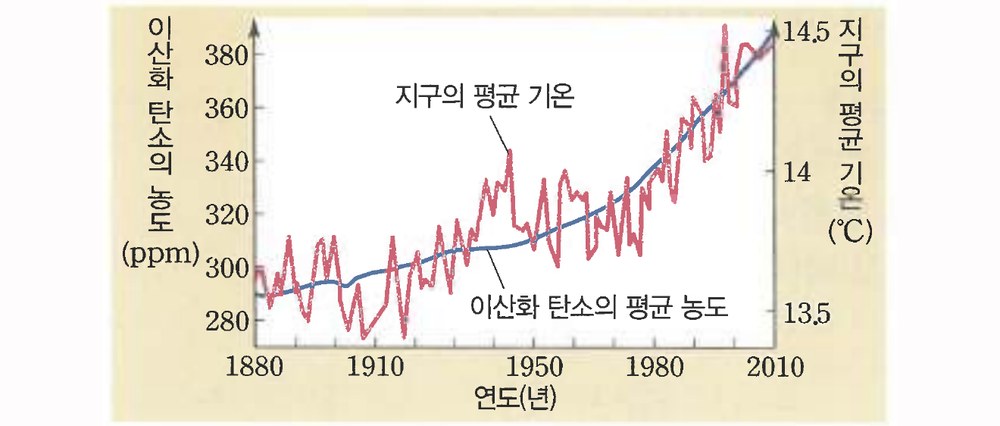 이산화 탄소의 농도
(ppm)
380
360
340
320
300
280
지구의 평균 기온
이산화 탄소의 평균 농도
14.5
14
13.5
지구의 평균 기온
(℃)
1880
1910
1950
1980
2010
연도(년)